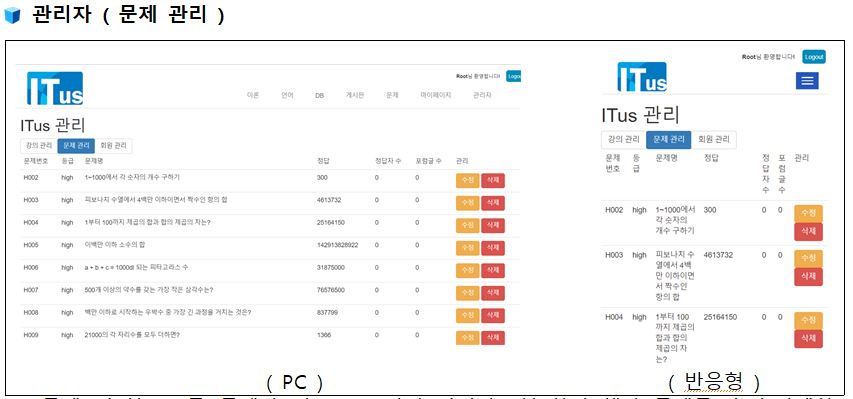 관리자 ( 문제 관리 )
Root님 환영합니다! Logout
ITus
이론 언어 DB 게시판 문제 마이페이지 관리자
ITus 관리
강의 관리 문제 관리 회원 관리
문제번호 등급 문제명 정답 정답자 수 포럼글 수 관리
H002 high 1~1000에서 각 숫자의 개수 구하기 300 0 0 수정 삭제
H003 high 피보나치 수열에서 4백만 이하이면서 짝수인 항의 합 4613732 0 0 수정 삭제
H004 high 1부터 100까지 제곱의 합과 합의 제곱의 차는? 25164150 0 0 수정 삭제
H005 high 이백만 이하 소수의 합 142913828922 0 0 수정 삭제
H006 high a + b + c = 1000이 되는 피타고라스 수 31875000 0 0 수정 삭제
H007 high 500개 이상의 약수를 갖는 가장 작은 삼각수는? 76576500 0 0 수정 삭제
H008 high 백만 이하로 시작하는 우박수 중 가장 긴 과정을 거치는 것은? 837799 0 0 수정 삭제
H009 high 21000의 각 자리수를 모두 더하면? 1366 0 0 수정 삭제
( PC )
Root님 환영합니다! Logout
ITus
ITus 관리
강의 관리 문제 관리 회원 관리
문제 등 문제명 정답 정 포 관리
번호 급 답 럼
자 글
수 수
H002 high 1~1000에서 300 0 0 수정
각 숫자의 삭제
개수 구하기
H003 high 피보나치 수 4613732 0 0 수정
열에서 4백 삭제
만 이하이면
서 짝수인
항의 합
H004 high 1부터 100 25164150 0 0 수정
까지 제곱의 삭제
합과 합의
제곱의 차
는?
( 반응형 )